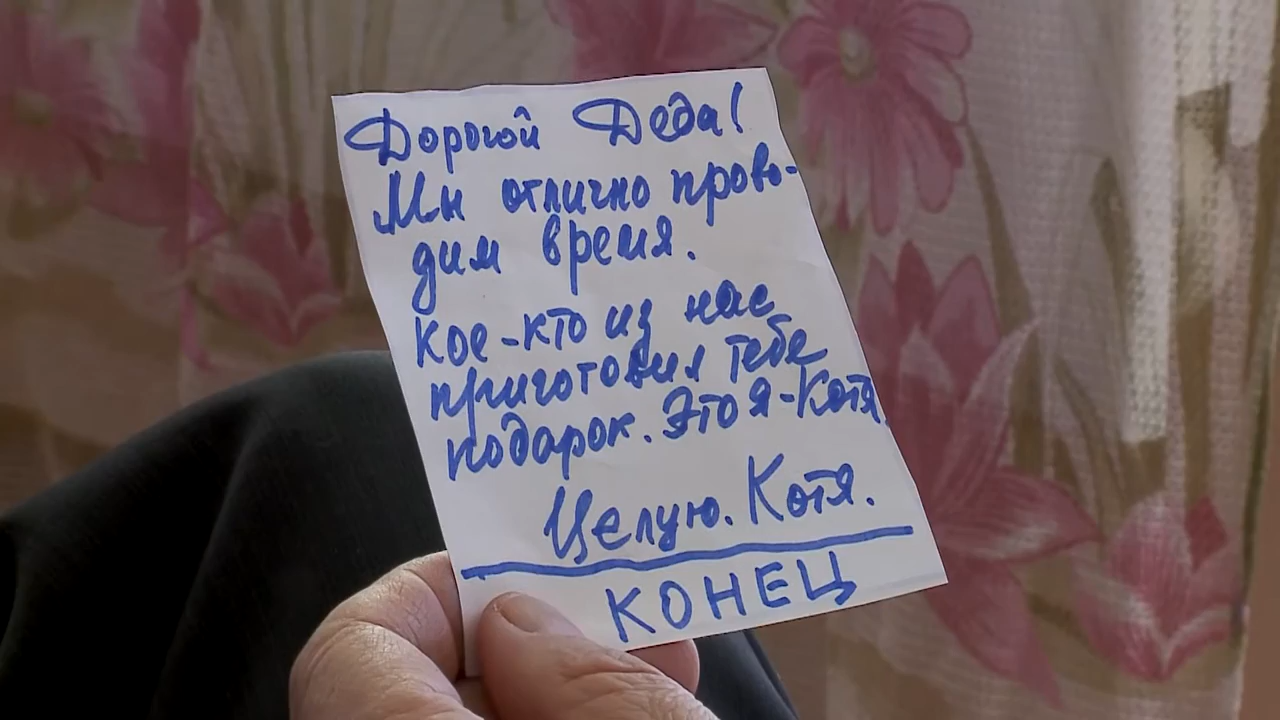 Дорогой Деда!
Мы отлично прово-
дим время.
Кое-кто из нас
приготовил тебе
подарок. Это я-Котя.
Целую. Котя.
КОНЕЦ